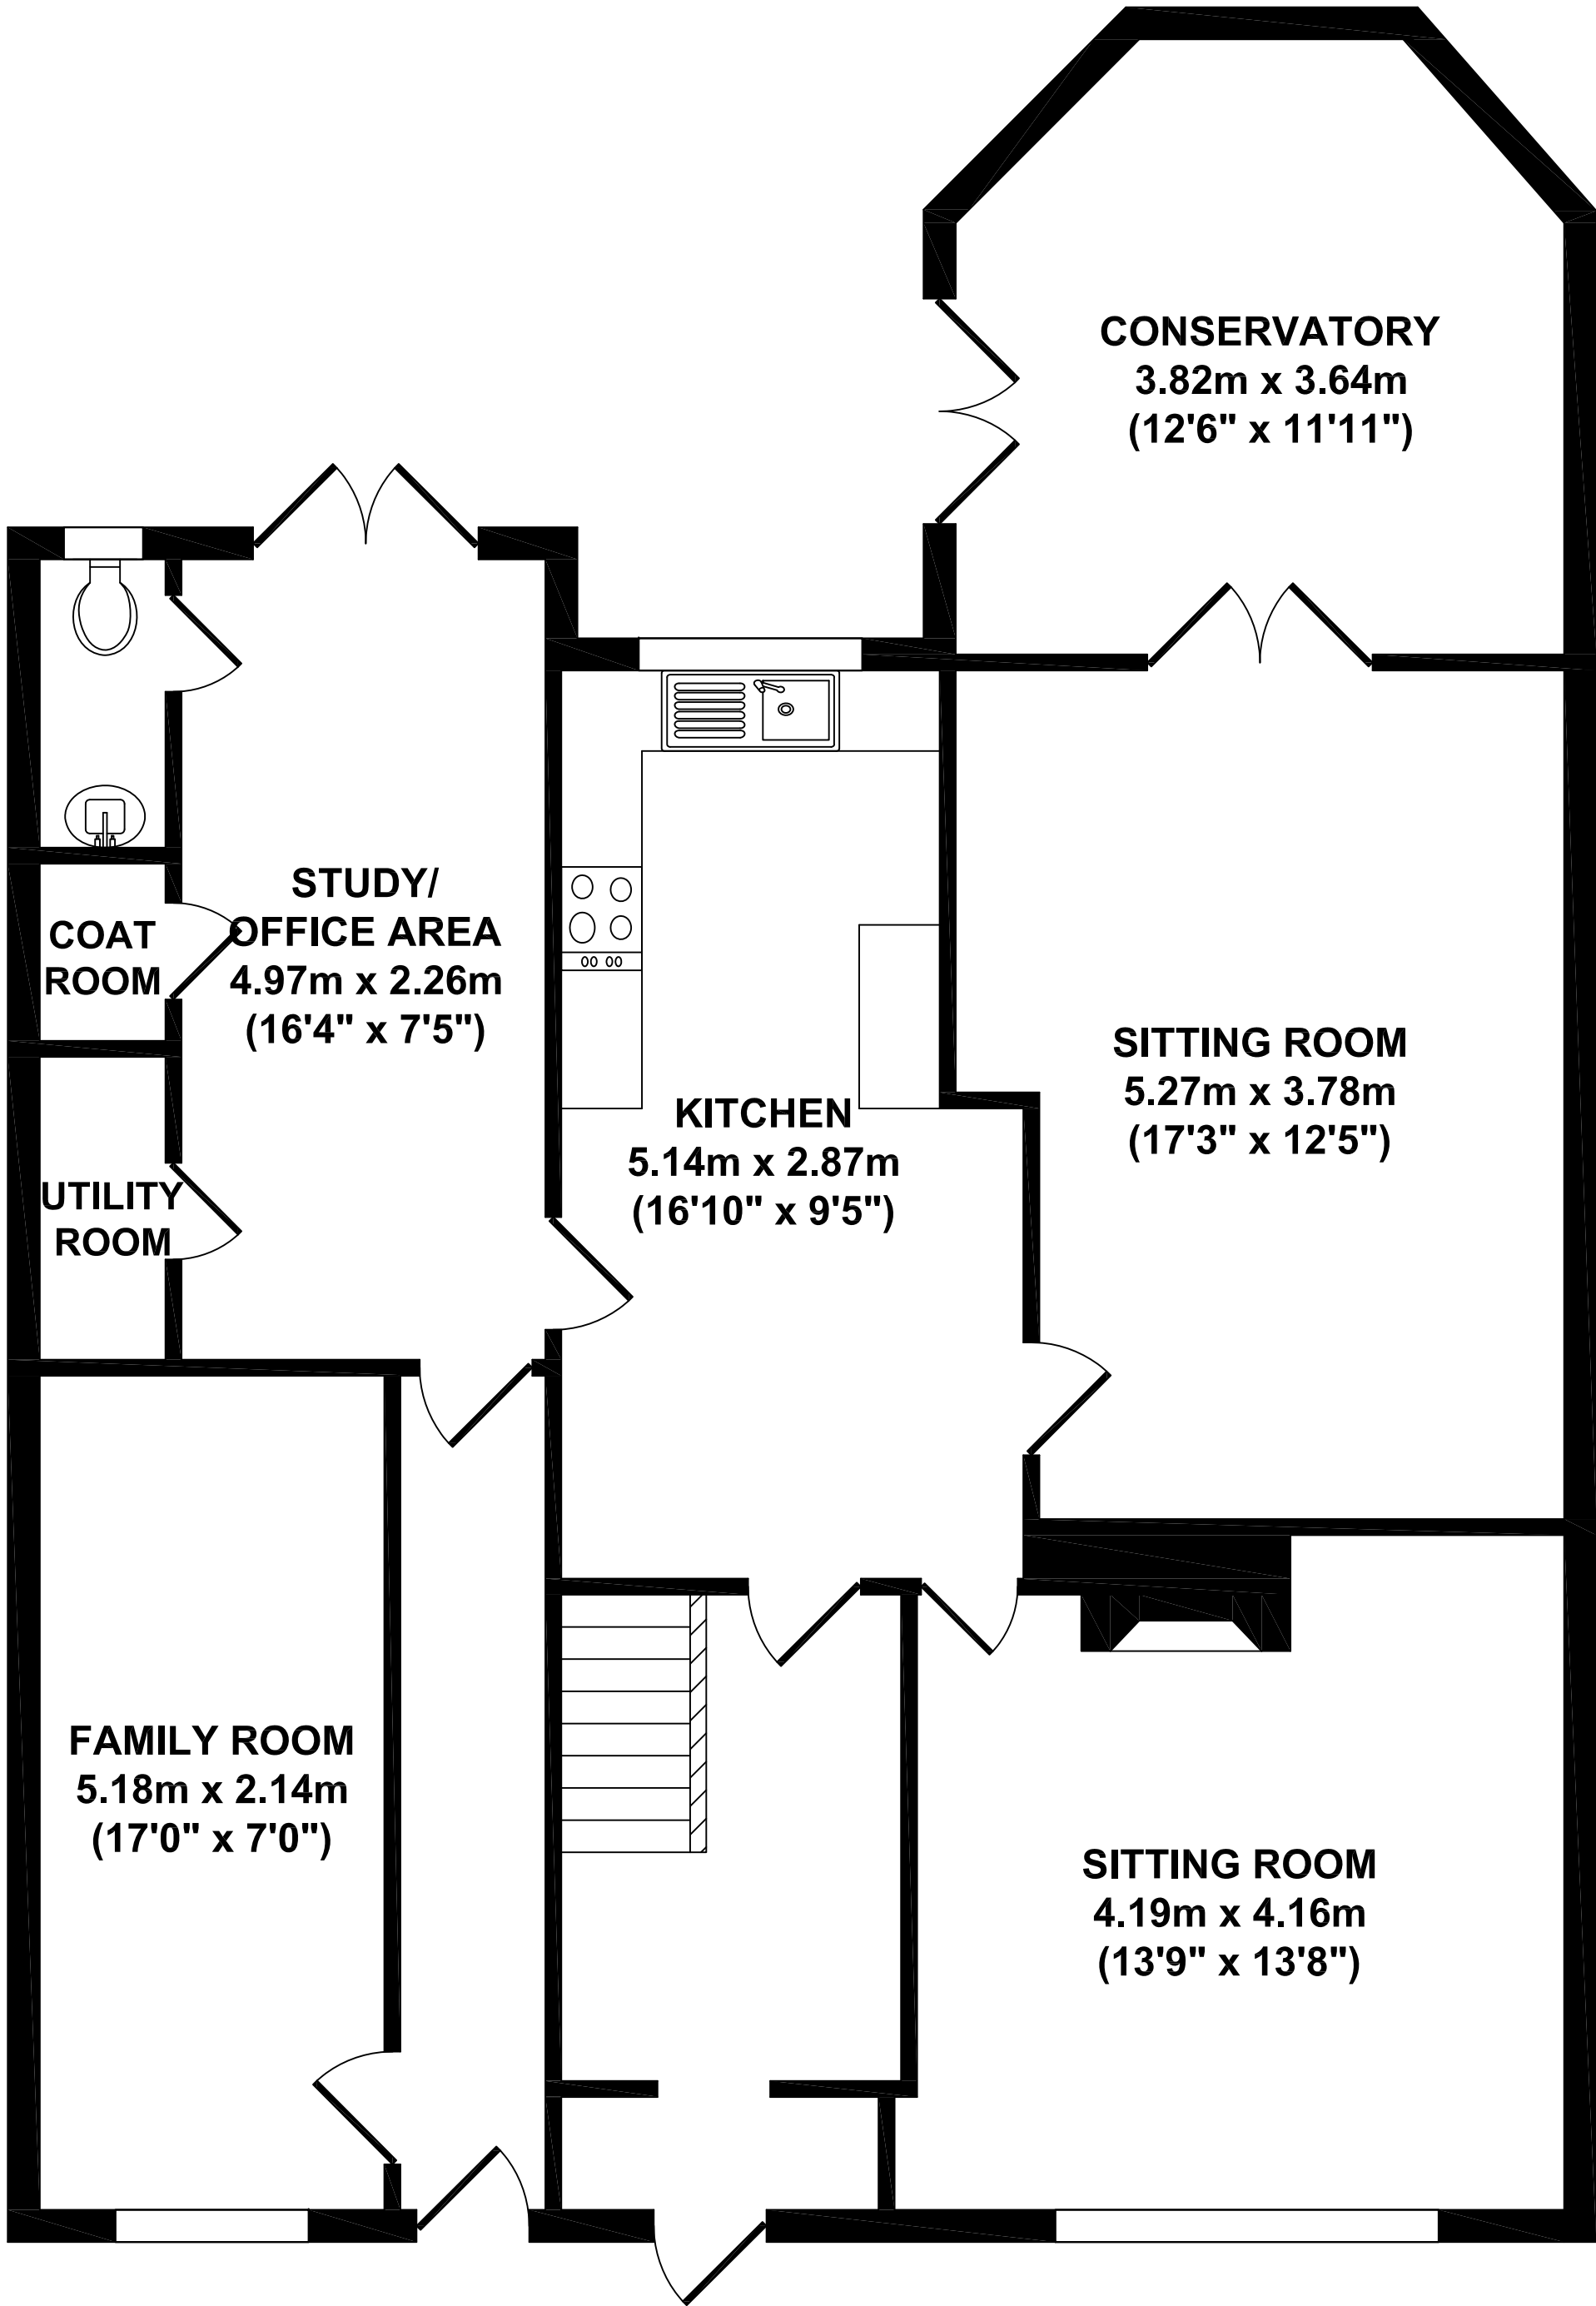 CONSERVATORY
3.82m x 3.64m
(12'6" x 11'11")
STUDY/
OFFICE AREA
4.97m x 2.26m
(16'4" x 7'5")
COAT
ROOM
UTILITY
ROOM
KITCHEN
5.14m x 2.87m
(16'10" x 9'5")
SITTING ROOM
5.27m x 3.78m
(17'3" x 12'5")
FAMILY ROOM
5.18m x 2.14m
(17'0" x 7'0")
SITTING ROOM
4.19m x 4.16m
(13'9" x 13'8")